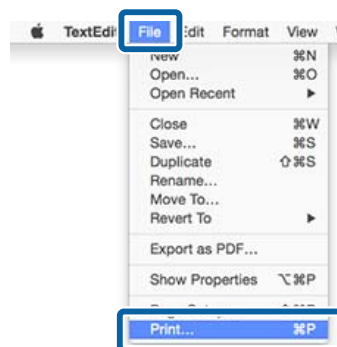 TextEdit File Edit Format View
New ⌘N
Open... ⌘O
Open Recent ▶
Close ⌘W
Save... ⌘S
Duplicate ⇧⌘S
Rename...
Move To...
Revert To ▶
Export as PDF...
Show Properties ⌥⌘P
Print... ⌘P